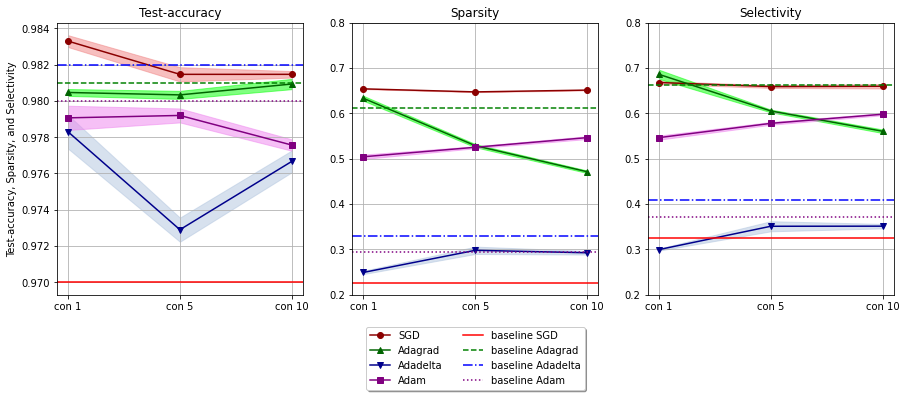 Test-accuracy
Sparsity
Selectivity
Test-accuracy, Sparsity, and Selectivity
0.984
0.982
0.980
0.978
0.976
0.974
0.972
0.970
con 1
con 5
con 10
0.8
0.7
0.6
0.5
0.4
0.3
0.2
con 1
con 5
con 10
0.8
0.7
0.6
0.5
0.4
0.3
0.2
con 1
con 5
con 10
SGD
Adagrad
Adadelta
Adam
baseline SGD
baseline Adagrad
baseline Adadelta
baseline Adam